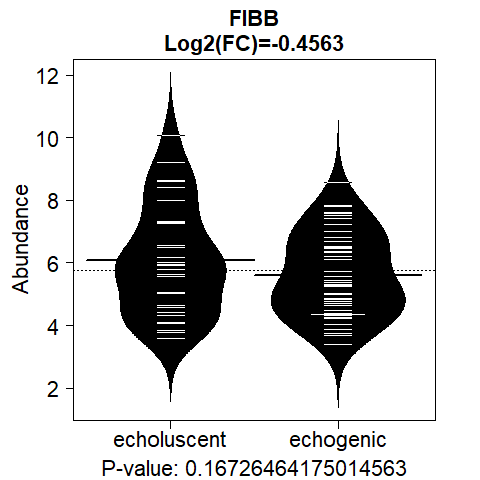 FIBB
Log2(FC)=-0.4563
12
10
8
6
4
2
Abundance
echoluscent echogenic
P-value: 0.16726464175014563